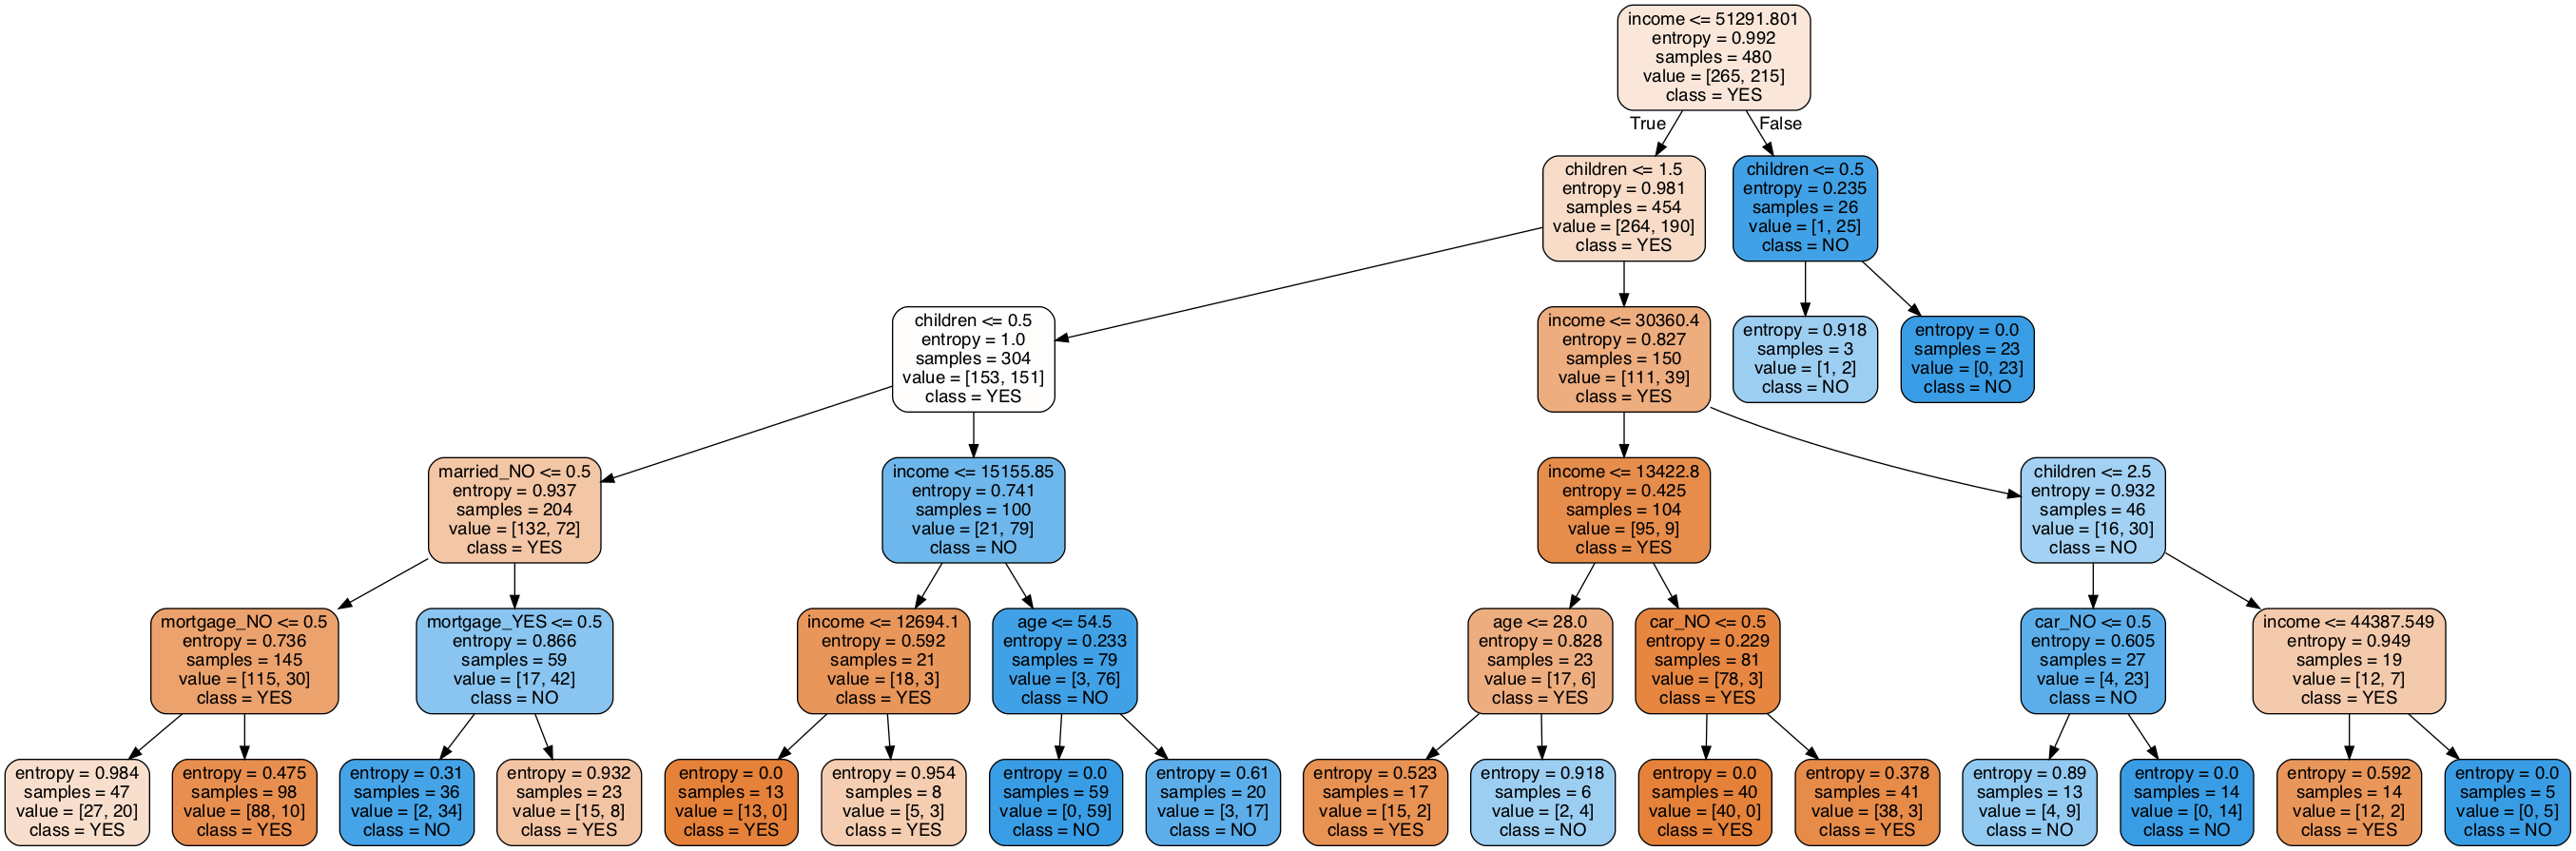 income <= 51291.801
entropy = 0.992
samples = 480
value = [265, 215]
class = YES
True
False
children <= 1.5
entropy = 0.981
samples = 454
value = [264, 190]
class = YES
children <= 0.5
entropy = 0.235
samples = 26
value = [1, 25]
class = NO
children <= 0.5
entropy = 1.0
samples = 304
value = [153, 151]
class = YES
income <= 30360.4
entropy = 0.827
samples = 150
value = [111, 39]
class = YES
entropy = 0.918
samples = 3
value = [1, 2]
class = NO
entropy = 0.0
samples = 23
value = [0, 23]
class = NO
married_NO <= 0.5
entropy = 0.937
samples = 204
value = [132, 72]
class = YES
income <= 15155.85
entropy = 0.741
samples = 100
value = [21, 79]
class = NO
income <= 13422.8
entropy = 0.425
samples = 104
value = [95, 9]
class = YES
children <= 2.5
entropy = 0.932
samples = 46
value = [16, 30]
class = NO
mortgage_NO <= 0.5
entropy = 0.736
samples = 145
value = [115, 30]
class = YES
mortgage_YES <= 0.5
entropy = 0.866
samples = 59
value = [17, 42]
class = NO
income <= 12694.1
entropy = 0.592
samples = 21
value = [18, 3]
class = YES
age <= 54.5
entropy = 0.233
samples = 79
value = [3, 76]
class = NO
age <= 28.0
entropy = 0.828
samples = 23
value = [17, 6]
class = YES
car_NO <= 0.5
entropy = 0.229
samples = 81
value = [78, 3]
class = YES
car_NO <= 0.5
entropy = 0.605
samples = 27
value = [4, 23]
class = NO
income <= 44387.549
entropy = 0.949
samples = 19
value = [12, 7]
class = YES
entropy = 0.984
samples = 47
value = [27, 20]
class = YES
entropy = 0.475
samples = 98
value = [88, 10]
class = YES
entropy = 0.31
samples = 36
value = [2, 34]
class = NO
entropy = 0.932
samples = 23
value = [15, 8]
class = YES
entropy = 0.0
samples = 13
value = [13, 0]
class = YES
entropy = 0.954
samples = 8
value = [5, 3]
class = YES
entropy = 0.0
samples = 59
value = [0, 59]
class = NO
entropy = 0.61
samples = 20
value = [3, 17]
class = NO
entropy = 0.523
samples = 17
value = [15, 2]
class = YES
entropy = 0.918
samples = 6
value = [2, 4]
class = NO
entropy = 0.0
samples = 40
value = [40, 0]
class = YES
entropy = 0.378
samples = 41
value = [38, 3]
class = YES
entropy = 0.89
samples = 13
value = [4, 9]
class = NO
entropy = 0.0
samples = 14
value = [0, 14]
class = NO
entropy = 0.592
samples = 14
value = [12, 2]
class = YES
entropy = 0.0
samples = 5
value = [0, 5]
class = NO